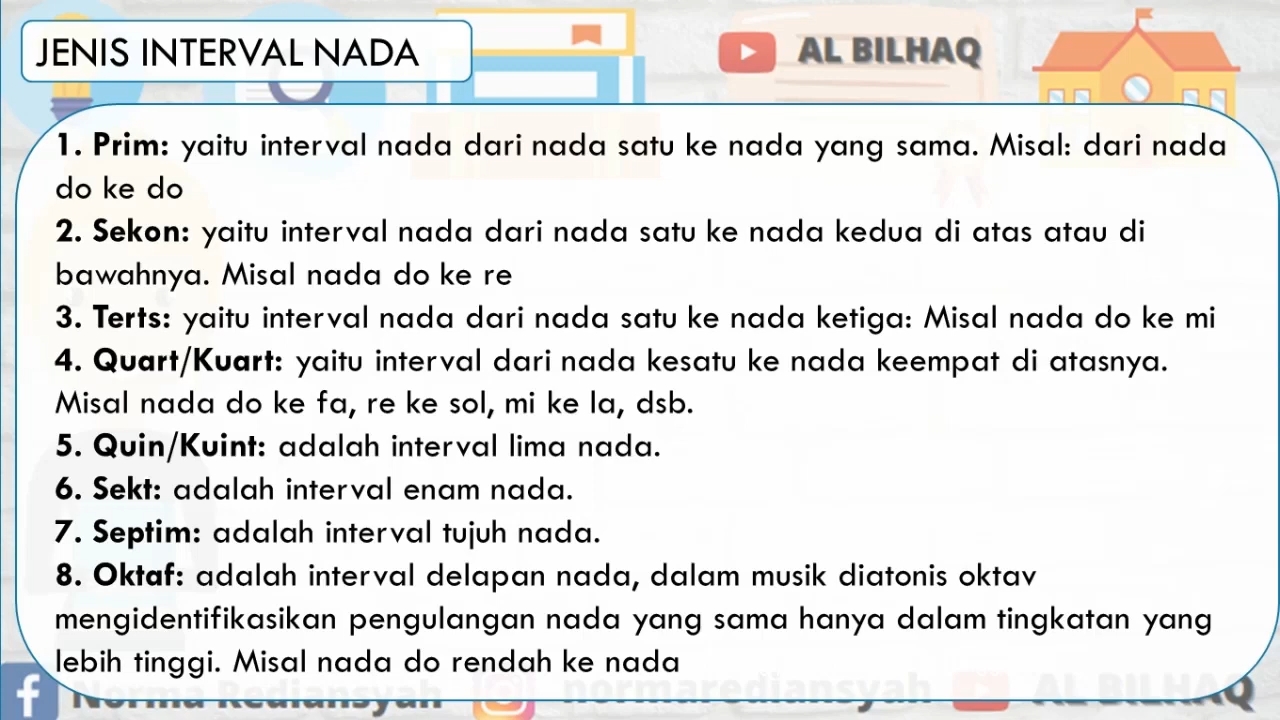 JENIS INTERVAL NADA
AL BILHAQ
1. Prim: yaitu interval nada dari nada satu ke nada yang sama. Misal: dari nada
do ke do
2. Sekon: yaitu interval nada dari nada satu ke nada kedua di atas atau di
bawahnya. Misal nada do ke re
3. Terts: yaitu interval nada dari nada satu ke nada ketiga: Misal nada do ke mi
4. Quart/Kuart: yaitu interval dari nada kesatu ke nada keempat di atasnya.
Misal nada do ke fa, re ke sol, mi ke la, dsb.
5. Quin/Kuint: adalah interval lima nada.
6. Sekt: adalah interval enam nada.
7. Septim: adalah interval tujuh nada.
8. Oktaf: adalah interval delapan nada, dalam musik diatonis oktav
mengidentifikasikan pengulangan nada yang sama hanya dalam tingkatan yang
lebih tinggi. Misal nada do rendah ke nada
Norma Rediansyah normarediansyah AL BILHAQ